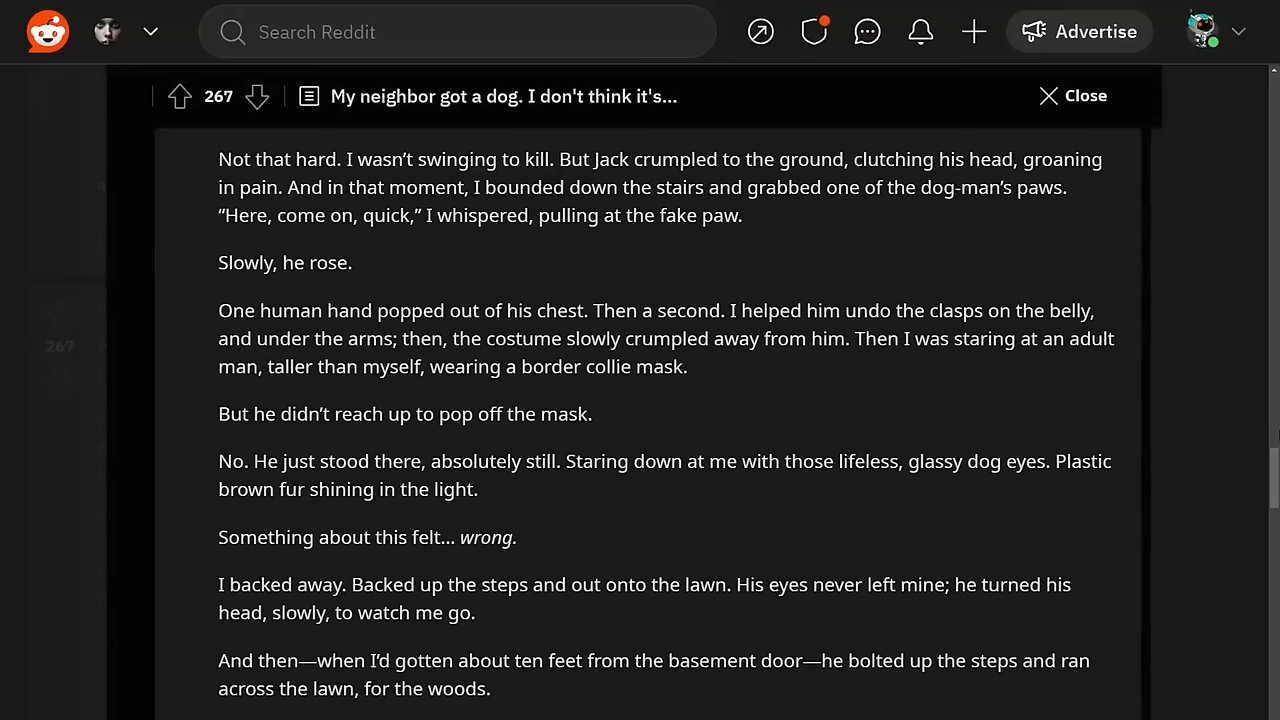 Search Reddit
Advertise
267
My neighbor got a dog. I don't think it's...
Close
Not that hard. I wasn’t swinging to kill. But Jack crumpled to the ground, clutching his head, groaning
in pain. And in that moment, I bounded down the stairs and grabbed one of the dog-man’s paws.
“Here, come on, quick,” I whispered, pulling at the fake paw.
Slowly, he rose.
One human hand popped out of his chest. Then a second. I helped him undo the clasps on the belly,
and under the arms; then, the costume slowly crumpled away from him. Then I was staring at an adult
man, taller than myself, wearing a border collie mask.
But he didn’t reach up to pop off the mask.
No. He just stood there, absolutely still. Staring down at me with those lifeless, glassy dog eyes. Plastic
brown fur shining in the light.
Something about this felt… wrong.
I backed away. Backed up the steps and out onto the lawn. His eyes never left mine; he turned his
head, slowly, to watch me go.
And then—when I’d gotten about ten feet from the basement door—he bolted up the steps and ran
across the lawn, for the woods.
267